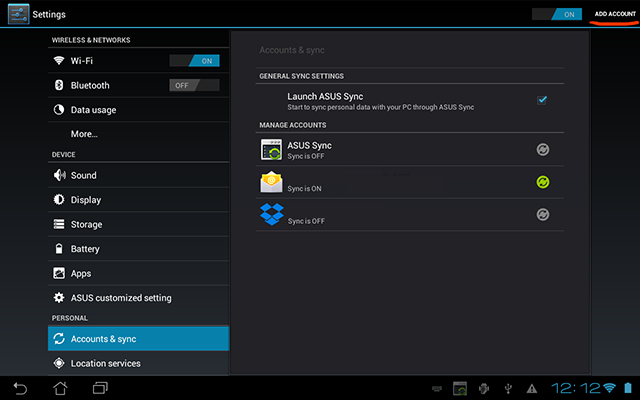 Settings
ON
ADD ACCOUNT
WIRELESS & NETWORKS
Wi-Fi
ON
Bluetooth
OFF
Data usage
More...
DEVICE
Sound
Display
Storage
Battery
Apps
ASUS customized setting
PERSONAL
Accounts & sync
Location services
Accounts & sync
GENERAL SYNC SETTINGS
Launch ASUS Sync
Start to sync personal data with your PC through ASUS Sync
MANAGE ACCOUNTS
ASUS Sync
Sync is OFF
Sync is ON
Sync is OFF
12:12